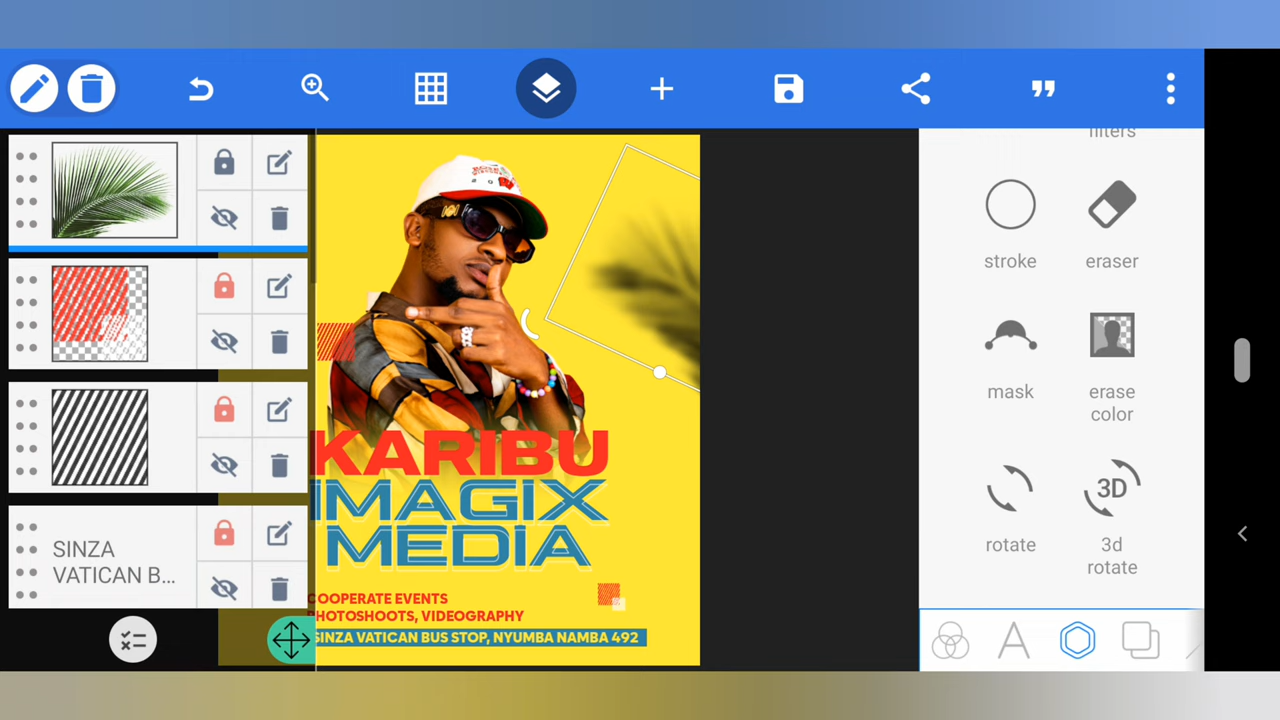 filters
stroke
eraser
mask
erase
color
3D
rotate
3d
rotate
SINZA
VATICAN B...
KARIBU
IMAGIX
MEDIA
COOPERATE EVENTS
PHOTOSHOOTS, VIDEOGRAPHY
SINZA VATICAN BUS STOP, NYUMBA NAMBA 492